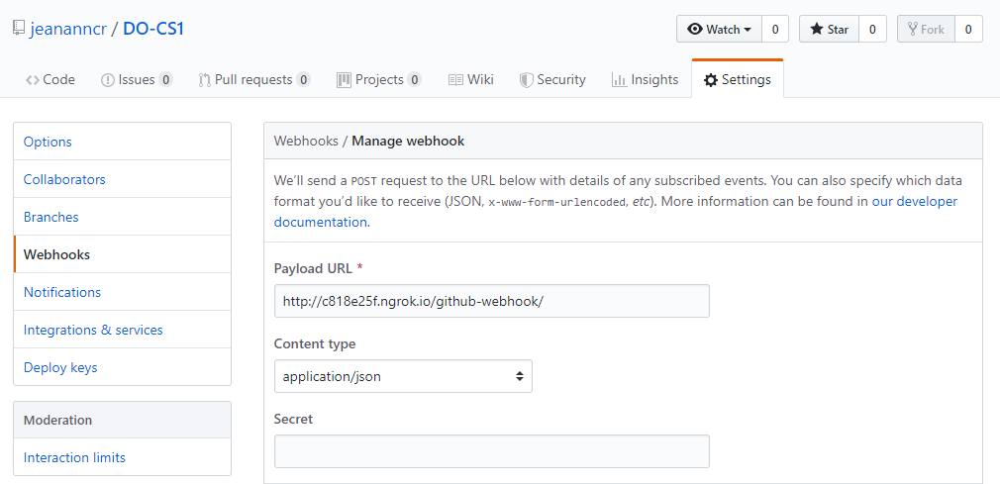 jeananncr / DO-CS1
Watch 0 Star 0 Fork 0
Code Issues 0 Pull requests 0 Projects 0 Wiki Security Insights Settings
Options
Collaborators
Branches
Webhooks
Notifications
Integrations & services
Deploy keys
Moderation
Interaction limits
Webhooks / Manage webhook
We’ll send a POST request to the URL below with details of any subscribed events. You can also specify which data
format you’d like to receive (JSON, x-www-form-urlencoded, etc). More information can be found in our developer
documentation.
Payload URL *
http://c818e25f.ngrok.io/github-webhook/
Content type
application/json
Secret